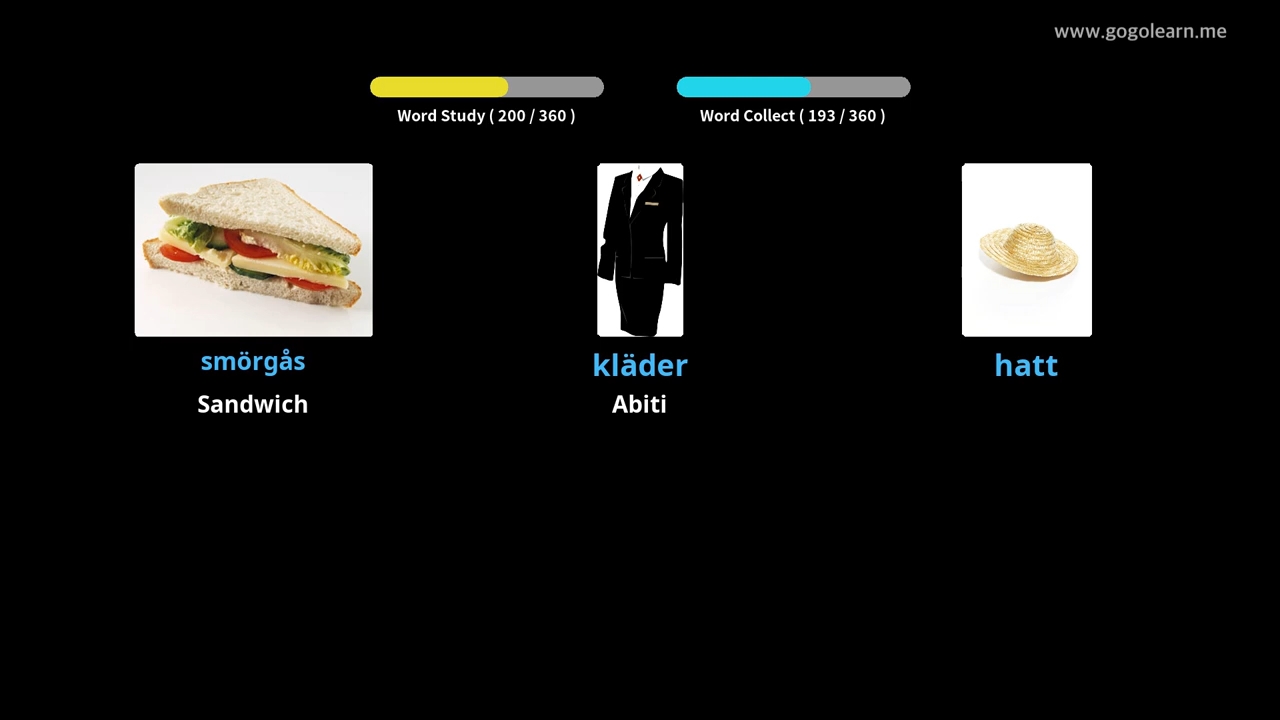 www.gogolearn.me
Word Study ( 200 / 360 )
Word Collect ( 193 / 360 )
smörgås
kläder
hatt
Sandwich
Abiti